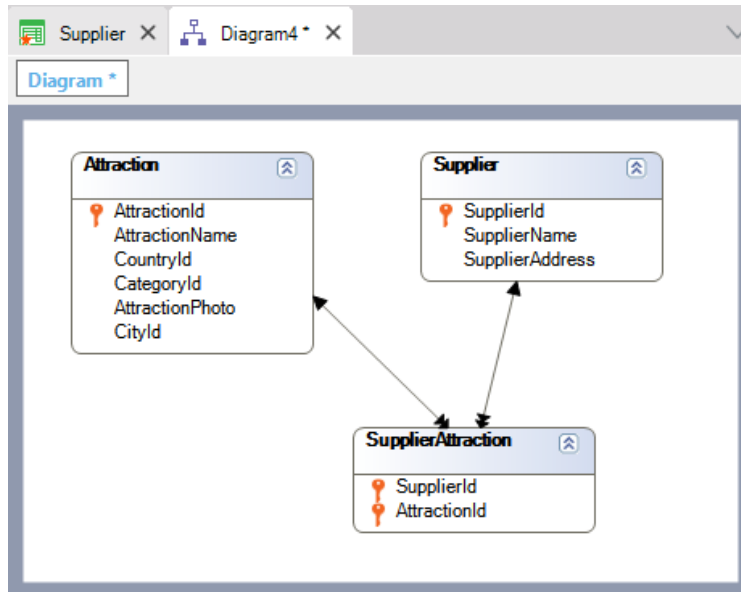 Supplier
Diagram4 *
Diagram *
Attraction
AttractionId
AttractionName
CountryId
CategoryId
AttractionPhoto
CityId
Supplier
SupplierId
SupplierName
SupplierAddress
SupplierAttraction
SupplierId
AttractionId